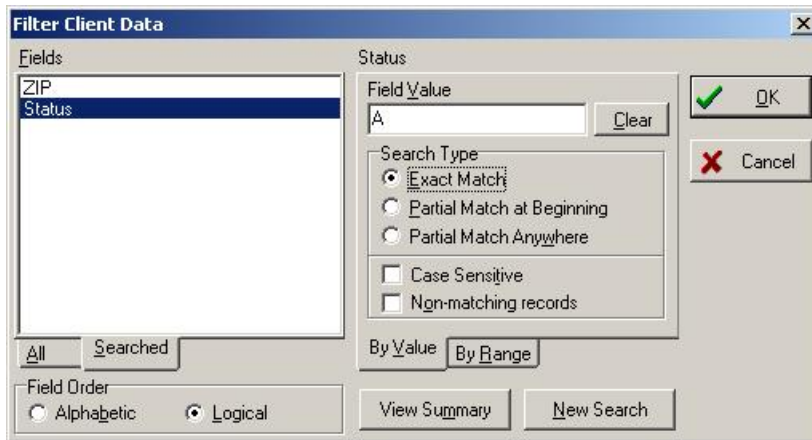 Filter Client Data
Fields
ZIP
Status
All
Searched
Field Order
Alphabetic
Logical
Status
Field Value
A
Clear
Search Type
Exact Match
Partial Match at Beginning
Partial Match Anywhere
Case Sensitive
Non-matching records
By Value
By Range
View Summary
New Search
OK
Cancel